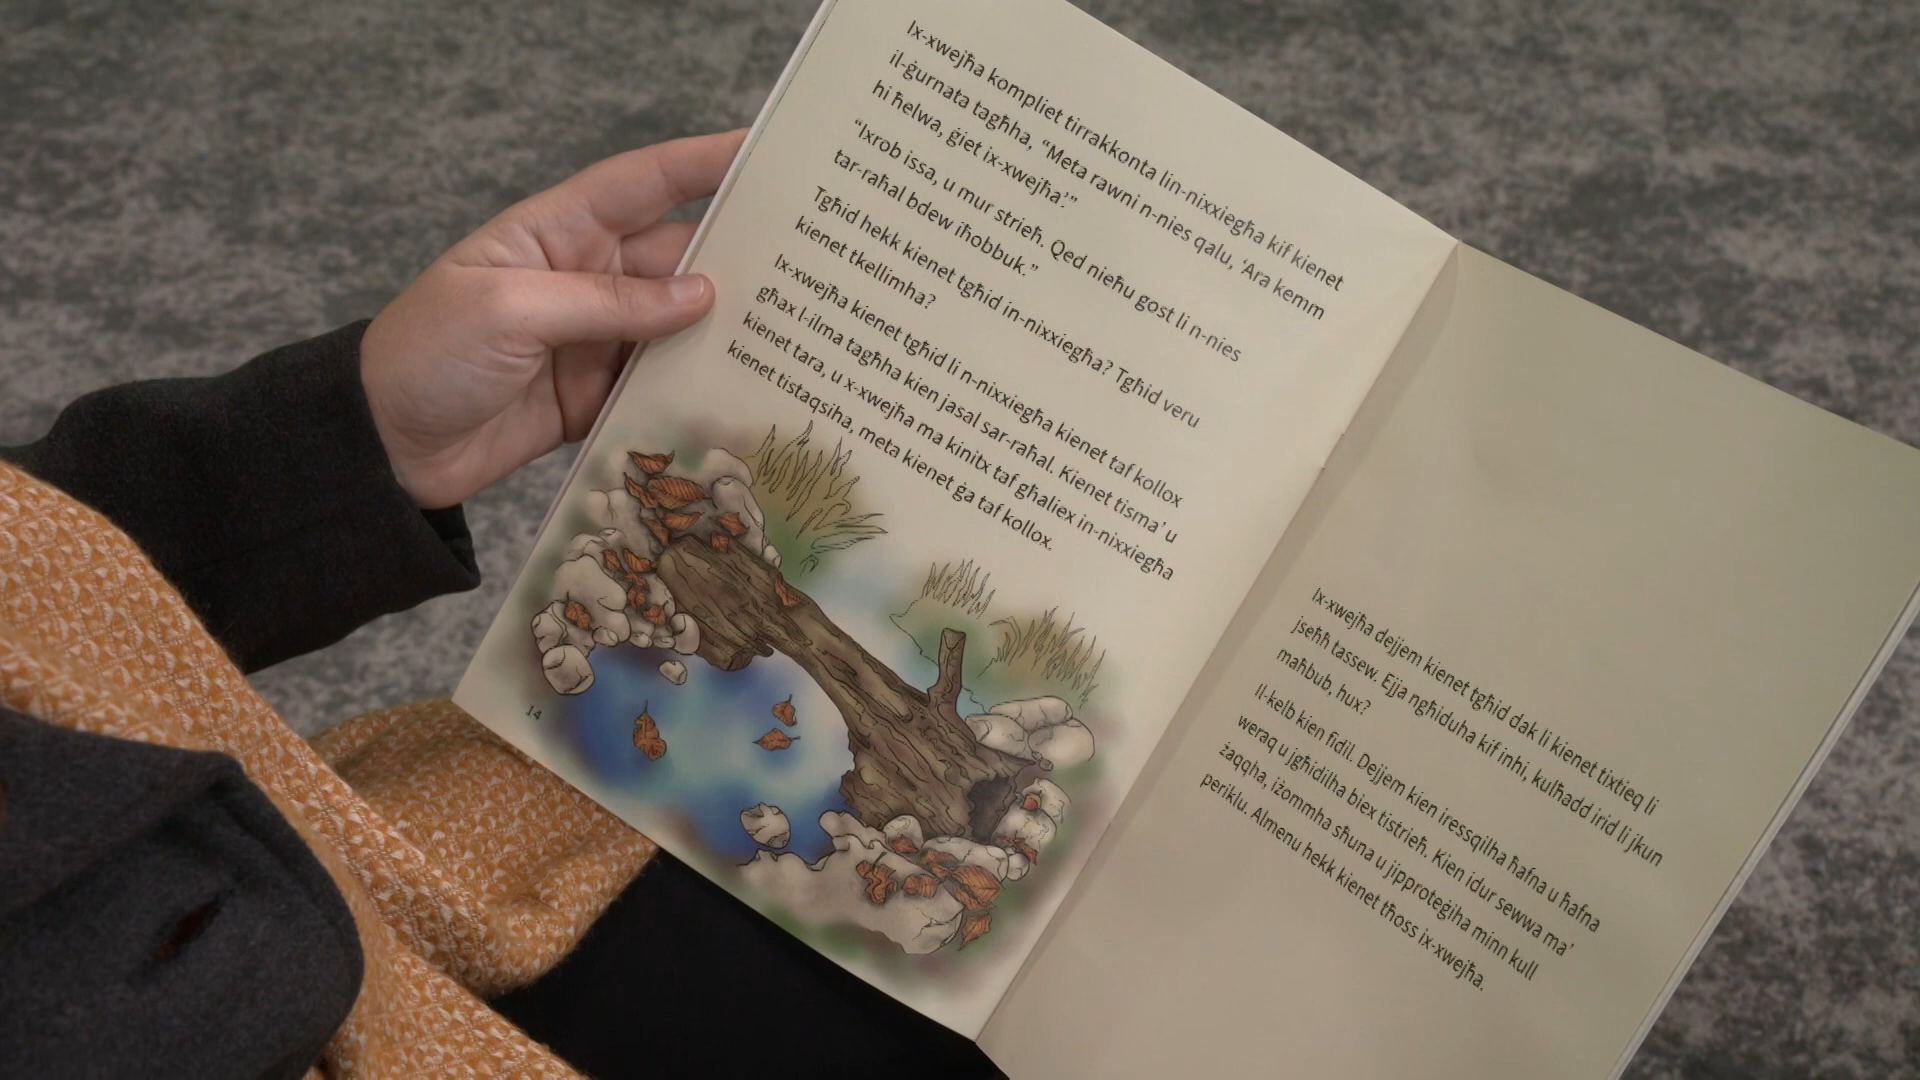 Ix-xwejħa kompliet tirrakkonta lin-nixxiegħa kif kienet
il-ġurnata tagħha, “Meta rawni n-nies qalu, ‘Ara kemm
hi ħelwa, ġiet ix-xwejħa’”
“Ixrob issa, u mur strieħ. Qed nieħu gost li n-nies
tar-raħal bdew iħobbuk.”
Tgħid hekk kienet tgħid in-nixxiegħa? Tgħid veru
kienet tkellimha?
Ix-xwejħa kienet tgħid li n-nixxiegħa kienet taf kollox
għax l-ilma tagħha kien jasal sar-raħal. Kienet tisma’ u
kienet tara, u x-xwejħa ma kinitx taf għaliex in-nixxiegħa
kienet tistaqsiha, meta kienet ġa taf kollox.
14
Ix-xwejħa dejjem kienet tgħid dak li kienet tixtieq li
jseħħ tassew. Ejja ngħiduha kif inhi, kulħadd irid li jkun
maħbub, hux?
Il-kelb kien fidil. Dejjem kien iressqilha ħafna u ħafna
weraq u jgħidilha biex tistrieħ. Kien idur sewwa ma’
żaqqha, iżommha sħuna u jipproteġiha minn kull
periklu. Almenu hekk kienet tħoss ix-xwejħa.